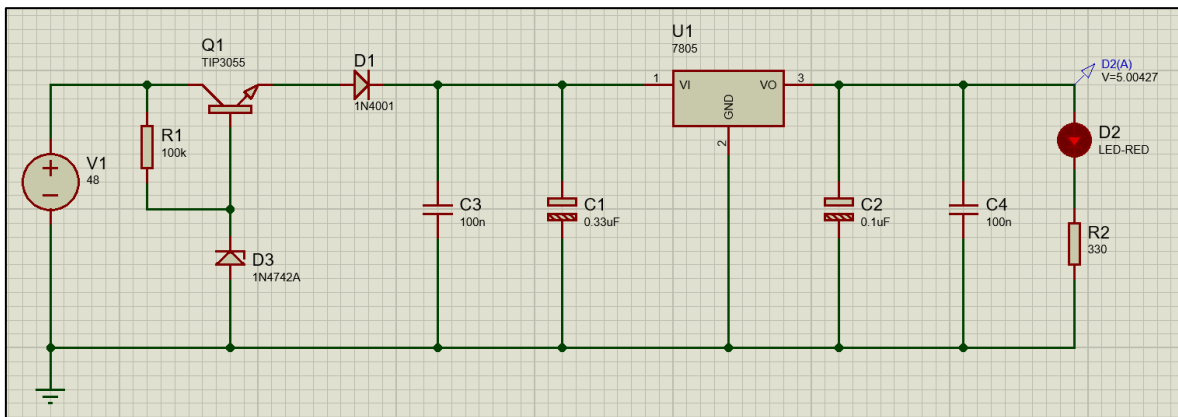 Q1
TIP3055
D1
1N4001
U1
7805
1
VI
VO
3
GND
2
D2(A)
V=5.00427
R1
100k
V1
48
D3
1N4742A
C3
100n
C1
0.33uF
C2
0.1uF
C4
100n
D2
LED-RED
R2
330